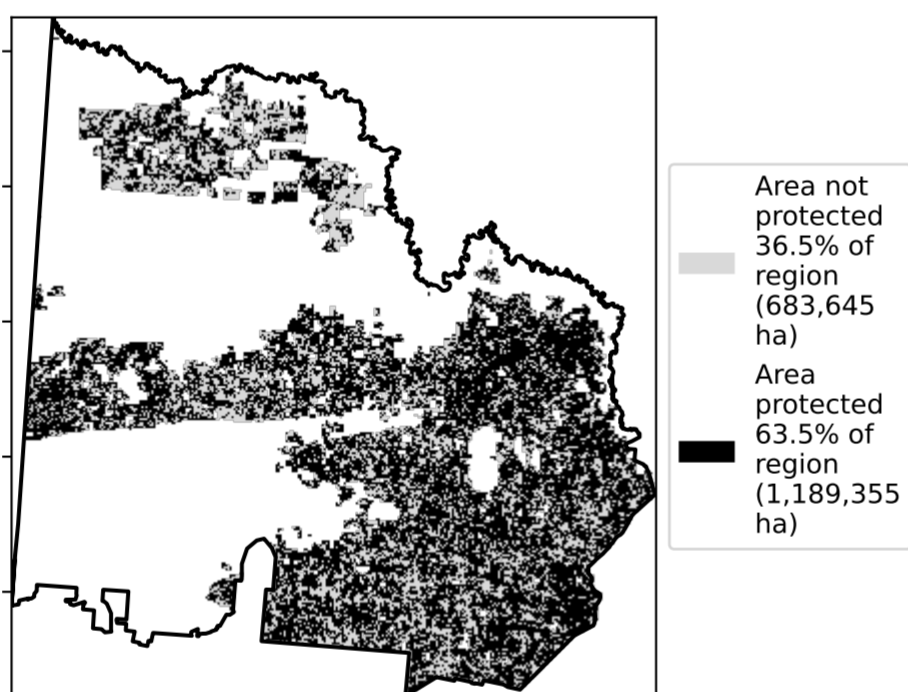 Area not
protected
36.5% of
region
(683,645
ha)
Area
protected
63.5% of
region
(1,189,355
ha)